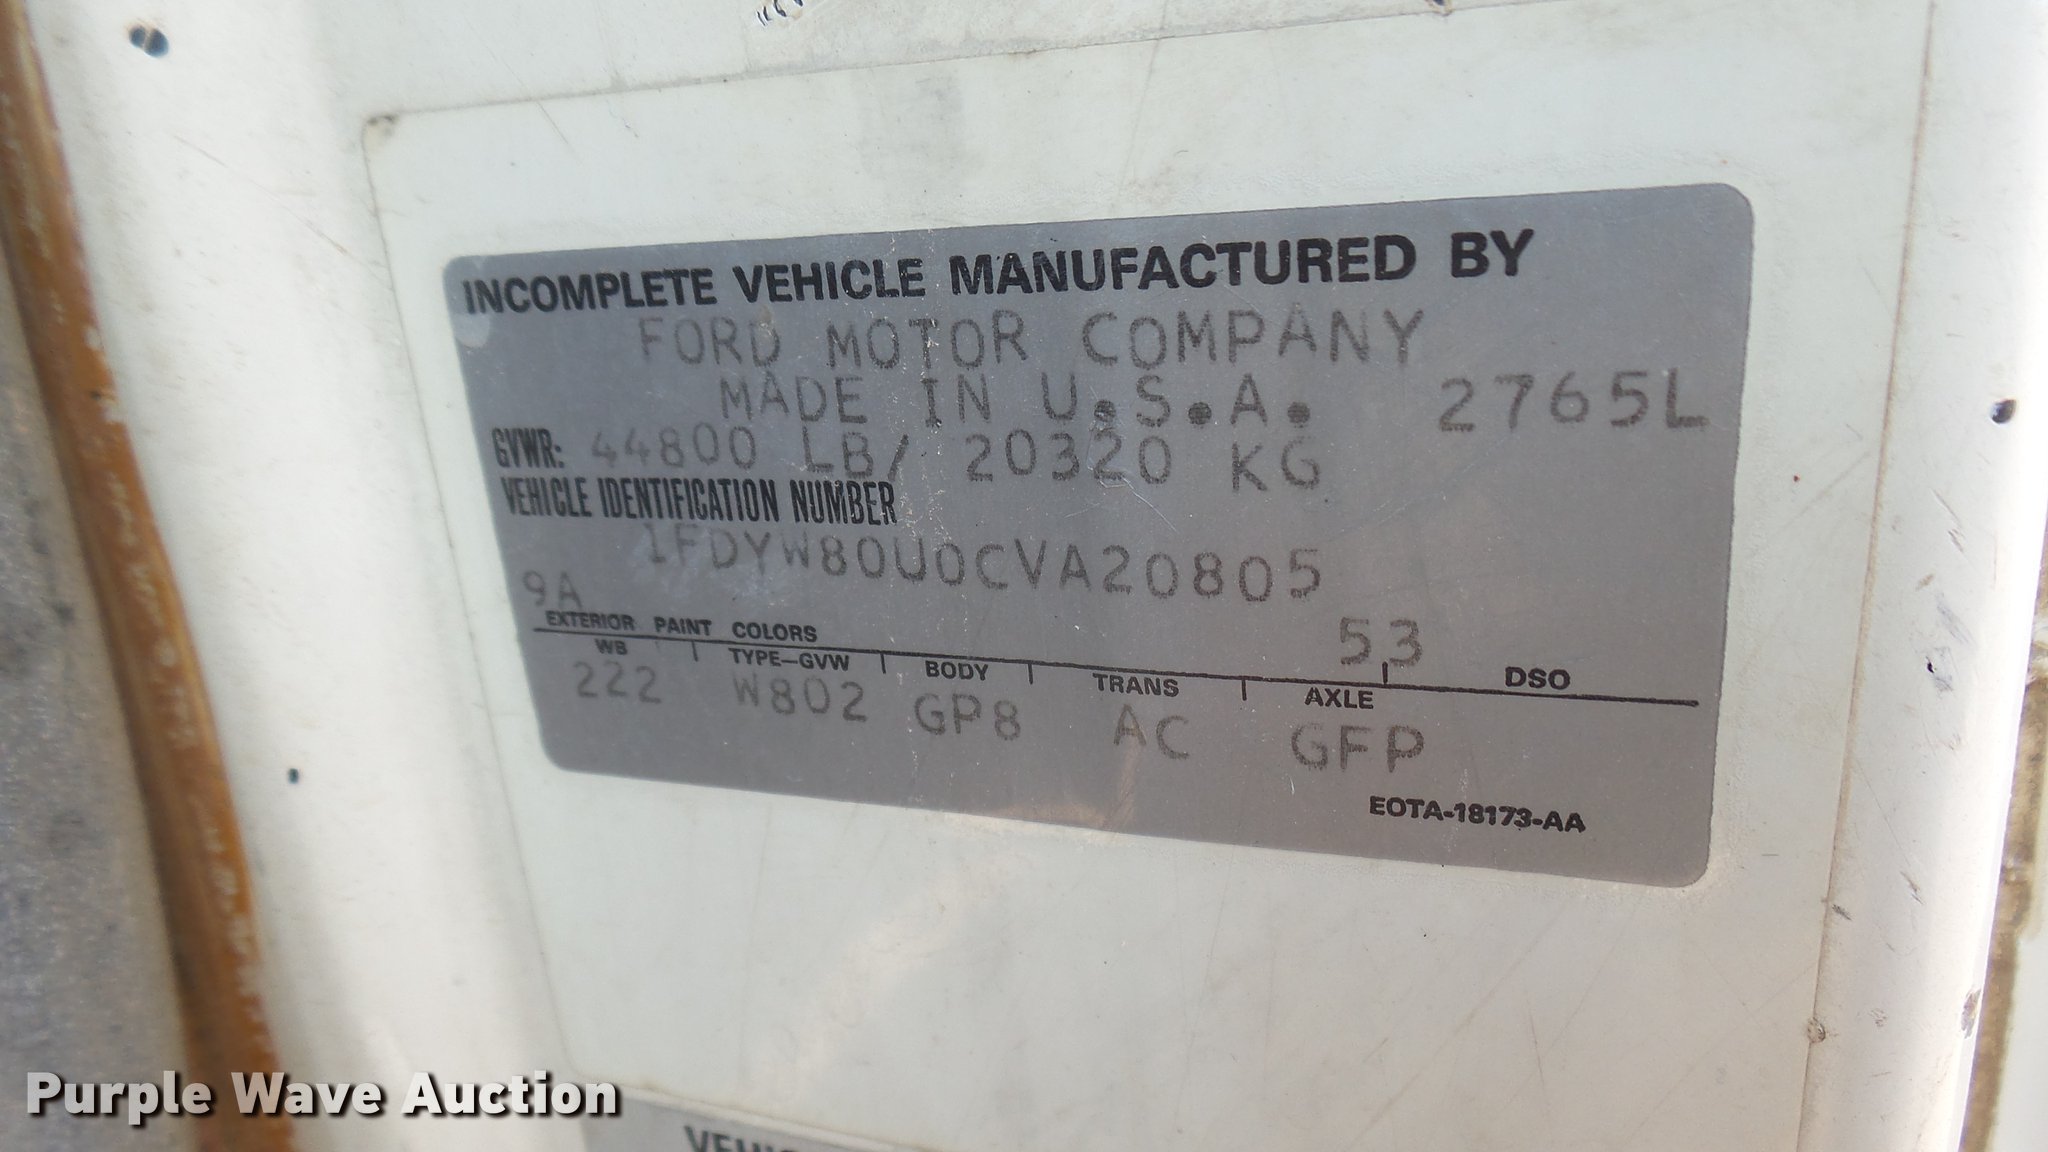 INCOMPLETE VEHICLE MANUFACTURED BY
FORD MOTOR COMPANY
MADE IN U.S.A. 2765L
GVWR: 44800 LB/ 20320 KG
VEHICLE IDENTIFICATION NUMBER
1FDYW80U0CVA20805
9A 53
EXTERIOR PAINT COLORS DSO
WB TYPE-GVW BODY TRANS AXLE
222 W802 GP8 AC GFP
EOTA-18173-AA
Purple Wave Auction